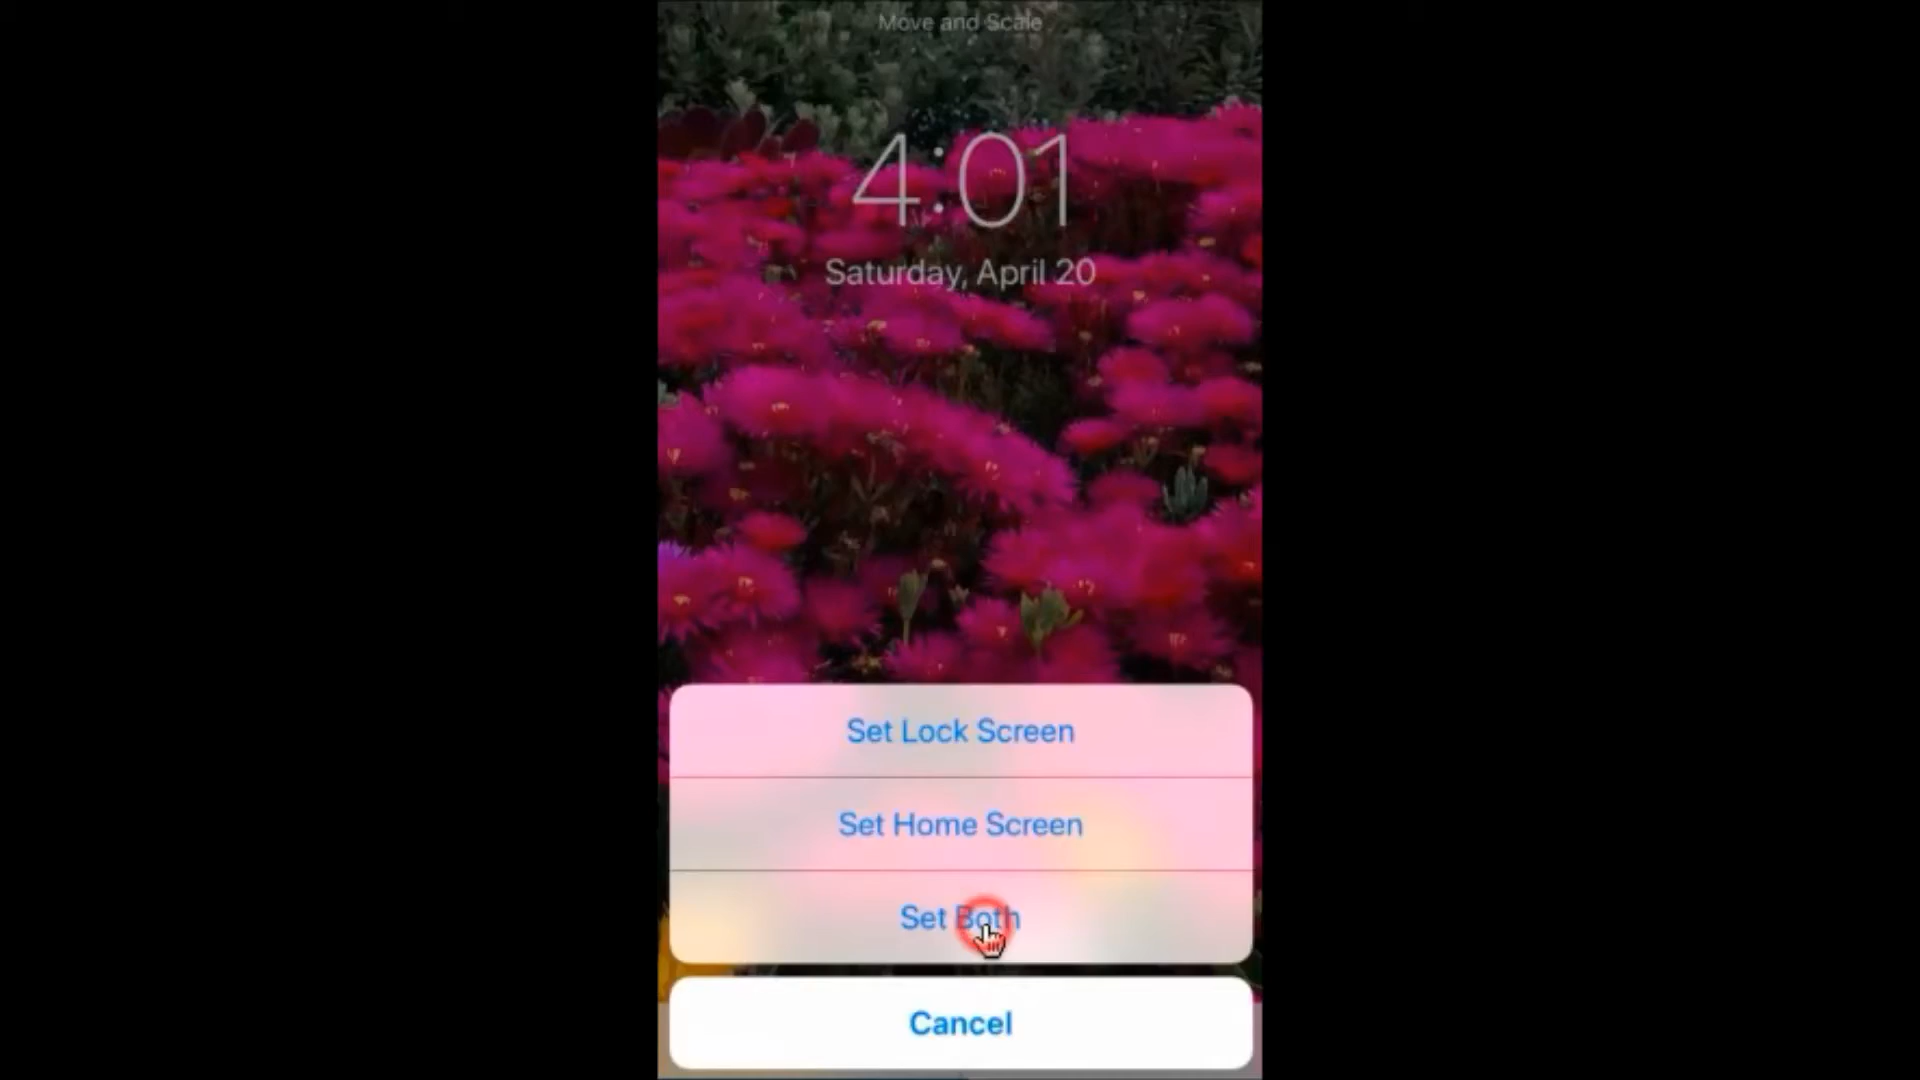 Move and Scale
4:01
Saturday, April 20
Set Lock Screen
Set Home Screen
Set Both
Cancel